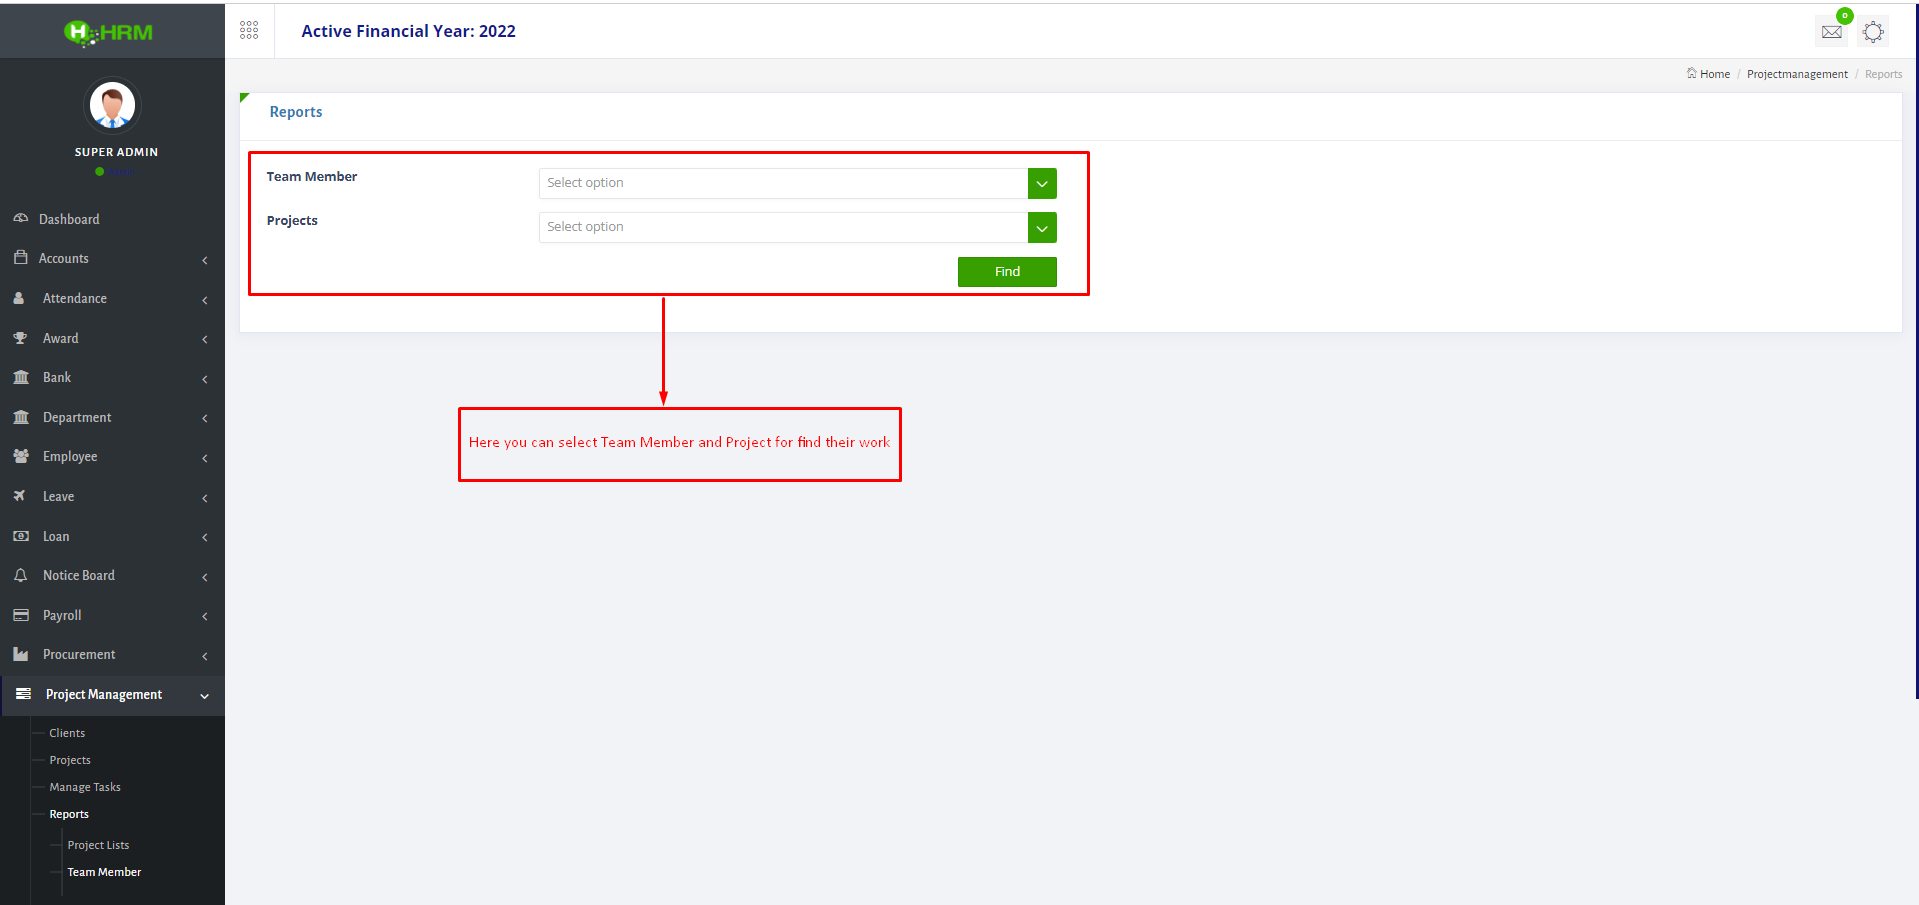 HRM
Active Financial Year: 2022
0
Home / Projectmanagement / Reports
SUPER ADMIN
Reports
Team Member
Select option
Projects
Select option
Find
Here you can select Team Member and Project for find their work
Dashboard
Accounts
Attendance
Award
Bank
Department
Employee
Leave
Loan
Notice Board
Payroll
Procurement
Project Management
Clients
Projects
Manage Tasks
Reports
Project Lists
Team Member